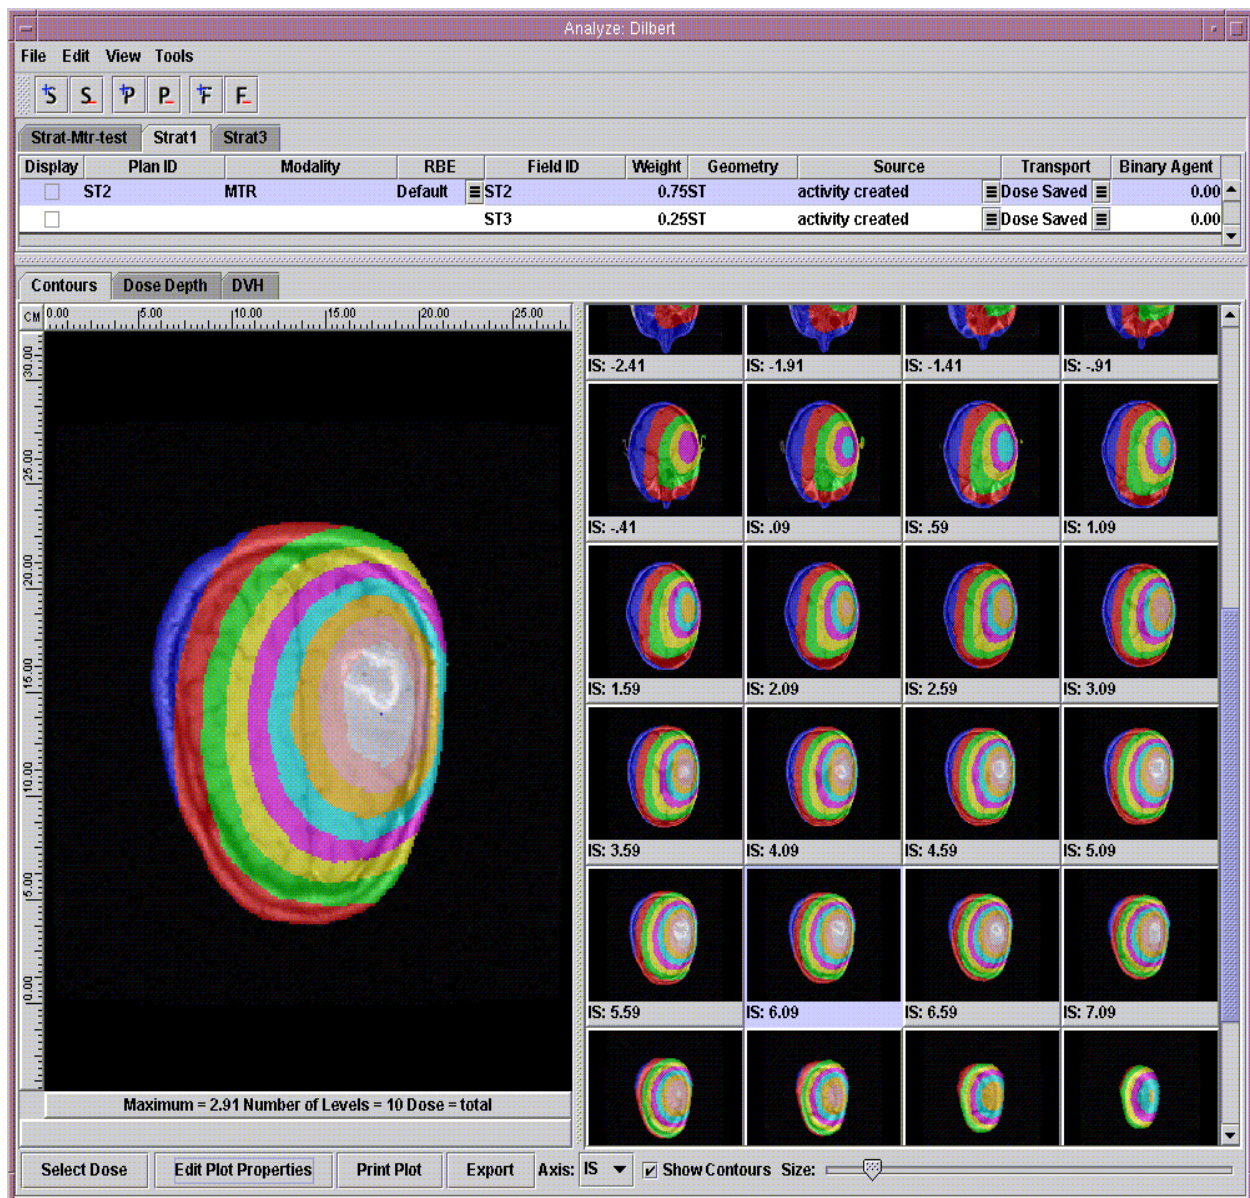 Analyze: Dilbert
File Edit View Tools
S S P P F F
Strat-Mtr-test Strat1 Strat3
Display Plan ID Modality RBE Field ID Weight Geometry Source Transport Binary Agent
ST2 MTR Default ST2 0.75 ST activity created Dose Saved 0.00
ST3 0.25 ST activity created Dose Saved 0.00
Contours Dose Depth DVH
CM 0.00 5.00 10.00 15.00 20.00 25.00
30.00
25.00
20.00
15.00
10.00
5.00
0.00
IS: -2.41 IS: -1.91 IS: -1.41 IS: -.91
IS: -.41 IS: .09 IS: .59 IS: 1.09
IS: 1.59 IS: 2.09 IS: 2.59 IS: 3.09
IS: 3.59 IS: 4.09 IS: 4.59 IS: 5.09
IS: 5.59 IS: 6.09 IS: 6.59 IS: 7.09
Maximum = 2.91 Number of Levels = 10 Dose = total
Select Dose Edit Plot Properties Print Plot Export Axis: IS Show Contours Size: